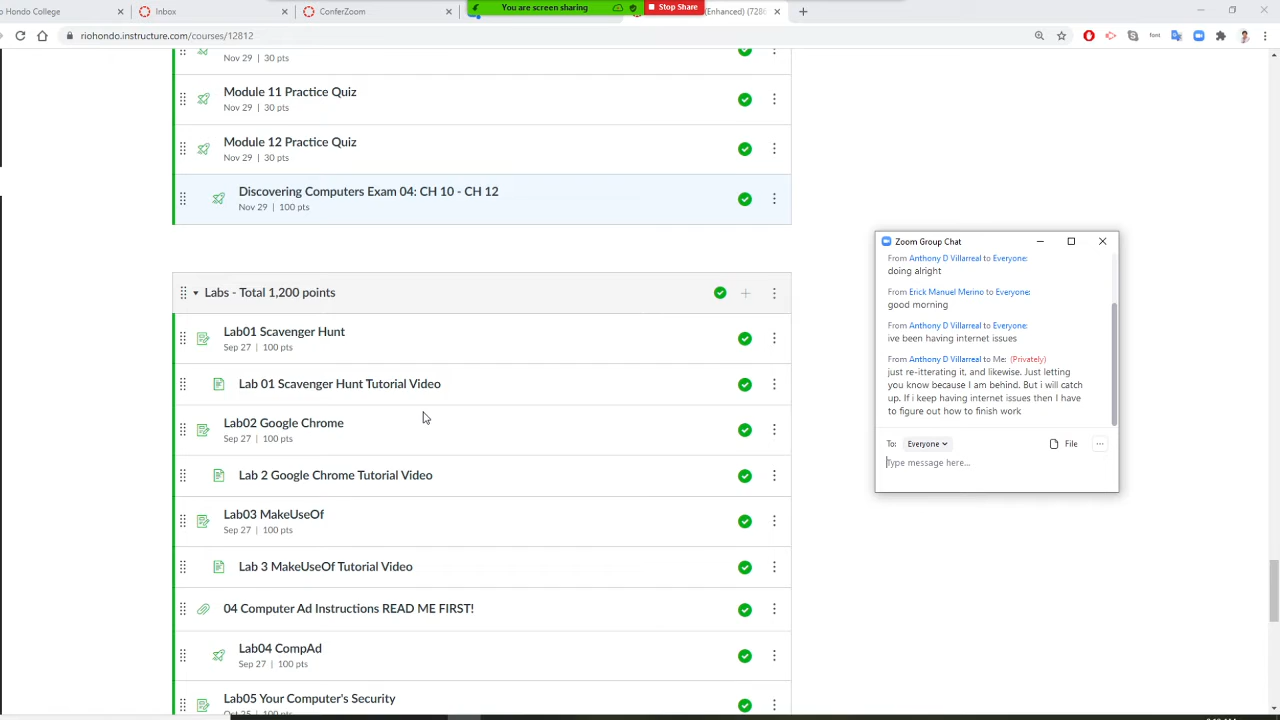 o Hondo College
Inbox
ConferZoom
You are screen sharing
Stop Share
(Enhanced) (728
riohondo.instructure.com/courses/12812
Nov 29 | 30 pts
Module 11 Practice Quiz
Nov 29 | 30 pts
Module 12 Practice Quiz
Nov 29 | 30 pts
Discovering Computers Exam 04: CH 10 - CH 12
Nov 29 | 100 pts
Labs - Total 1,200 points
Lab01 Scavenger Hunt
Sep 27 | 100 pts
Lab 01 Scavenger Hunt Tutorial Video
Lab02 Google Chrome
Sep 27 | 100 pts
Lab 2 Google Chrome Tutorial Video
Lab03 MakeUseOf
Sep 27 | 100 pts
Lab 3 MakeUseOf Tutorial Video
04 Computer Ad Instructions READ ME FIRST!
Lab04 CompAd
Sep 27 | 100 pts
Lab05 Your Computer's Security
Oct 25 | 100 pts
Zoom Group Chat
From Anthony D Villarreal to Everyone:
doing alright
From Erick Manuel Merino to Everyone:
good morning
From Anthony D Villarreal to Everyone:
ive been having internet issues
From Anthony D Villarreal to Me: (Privately)
just re-itterating it, and likewise. Just letting
you know because I am behind. But i will catch
up. If i keep having internet issues then I have
to figure out how to finish work
To: Everyone
File
Type message here...